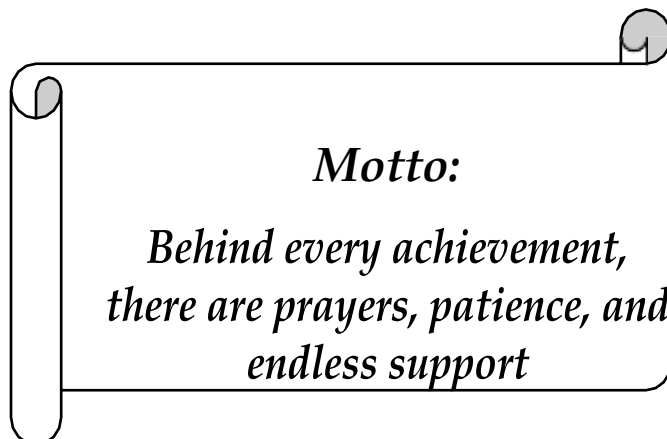 Motto:
Behind every achievement,
there are prayers, patience, and
endless support